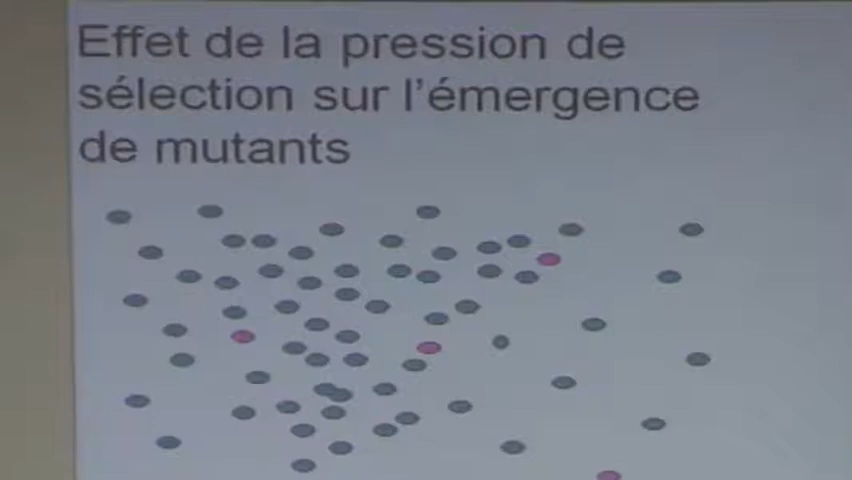 Effet de la pression de
sélection sur l'émergence
de mutants